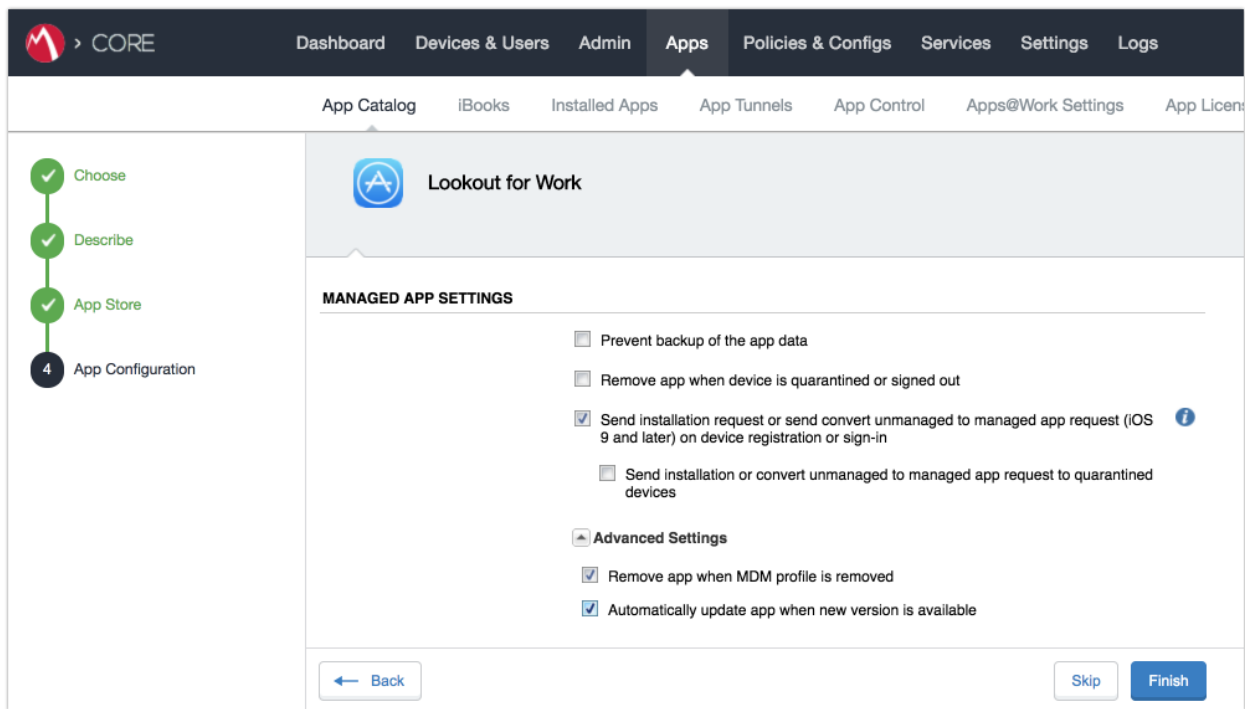 › CORE
Dashboard Devices & Users Admin Apps Policies & Configs Services Settings Logs
App Catalog iBooks Installed Apps App Tunnels App Control Apps@Work Settings App Licen
Choose
Describe
App Store
4 App Configuration
Lookout for Work
MANAGED APP SETTINGS
Prevent backup of the app data
Remove app when device is quarantined or signed out
Send installation request or send convert unmanaged to managed app request (iOS
9 and later) on device registration or sign-in
Send installation or convert unmanaged to managed app request to quarantined
devices
Advanced Settings
Remove app when MDM profile is removed
Automatically update app when new version is available
Back
Skip
Finish